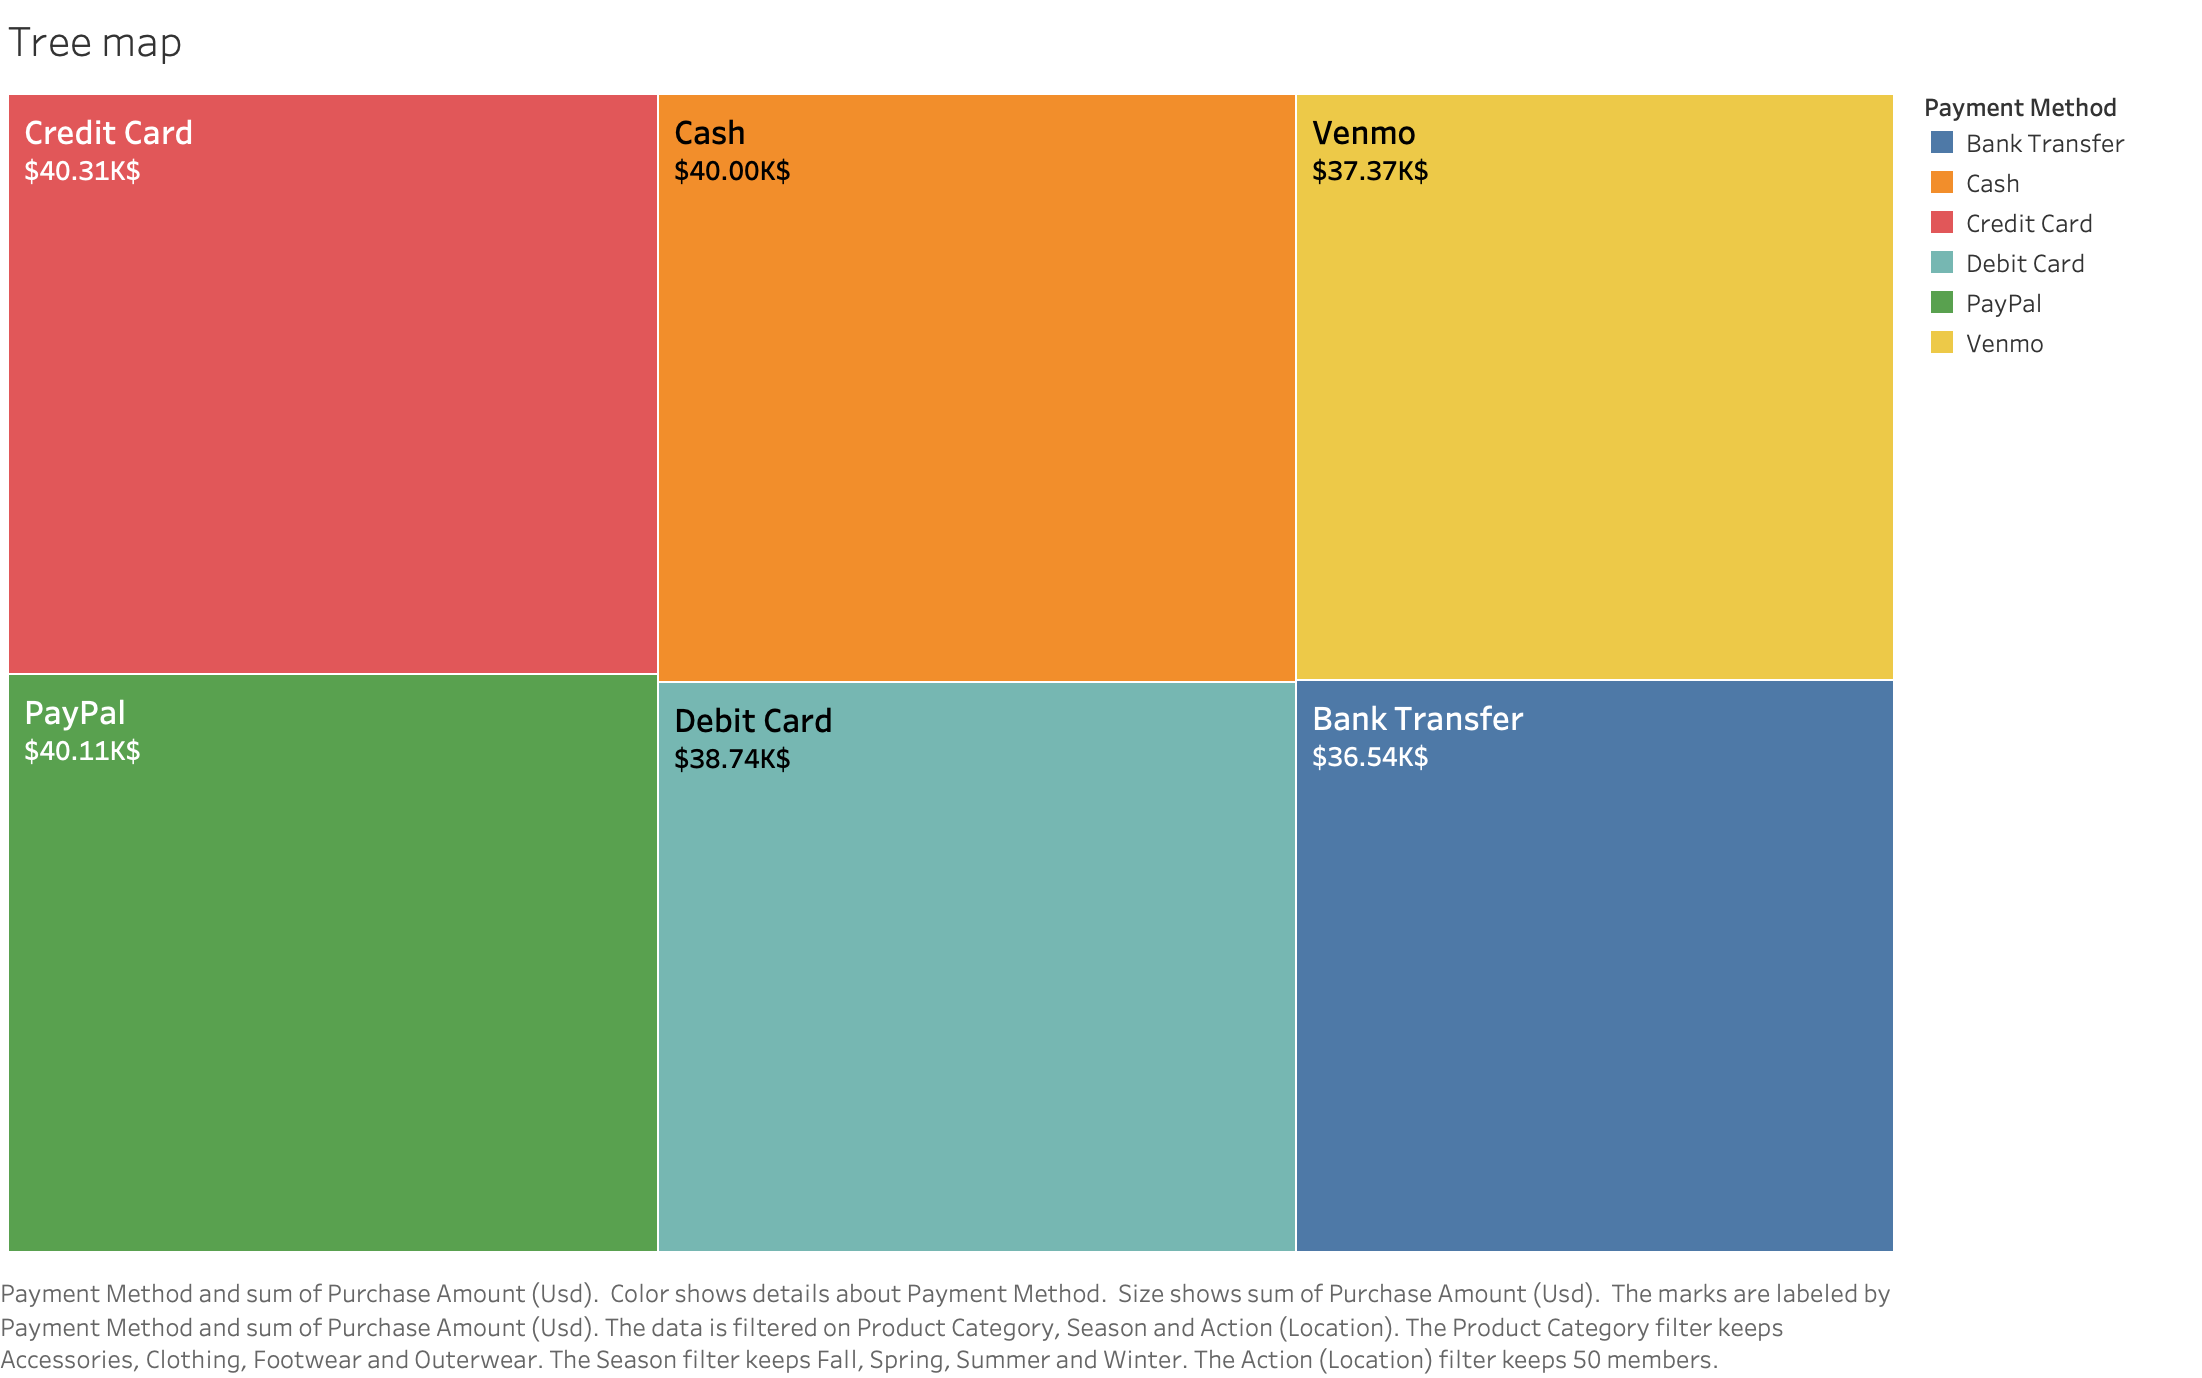 Tree map
Credit Card
$40.31K$
Cash
$40.00K$
Venmo
$37.37K$
PayPal
$40.11K$
Debit Card
$38.74K$
Bank Transfer
$36.54K$
Payment Method
Bank Transfer
Cash
Credit Card
Debit Card
PayPal
Venmo
Payment Method and sum of Purchase Amount (Usd).  Color shows details about Payment Method.  Size shows sum of Purchase Amount (Usd).  The marks are labeled by
Payment Method and sum of Purchase Amount (Usd). The data is filtered on Product Category, Season and Action (Location). The Product Category filter keeps
Accessories, Clothing, Footwear and Outerwear. The Season filter keeps Fall, Spring, Summer and Winter. The Action (Location) filter keeps 50 members.